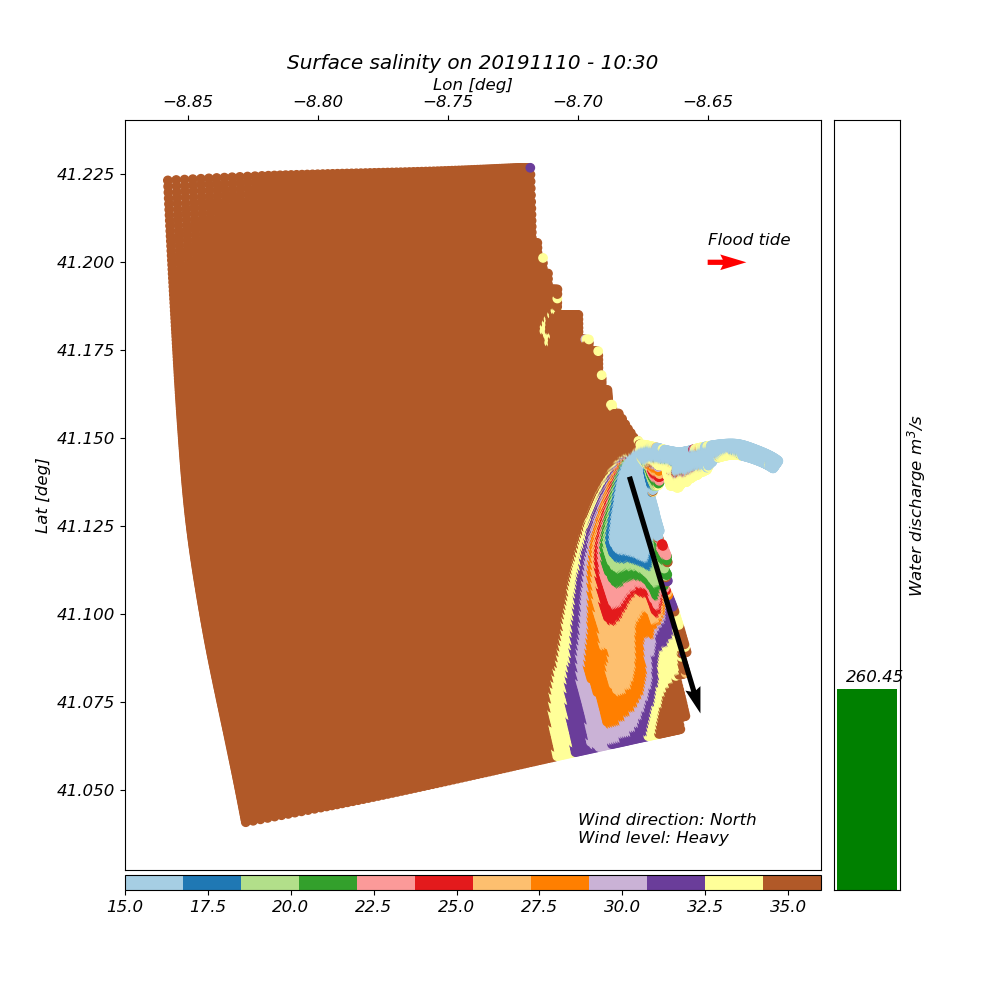 Surface salinity on 20191110 - 10:30
Lon [deg]
−8.85 −8.80 −8.75 −8.70 −8.65
41.225
41.200
41.175
41.150
41.125
41.100
41.075
41.050
Lat [deg]
Flood tide
Wind direction: North
Wind level: Heavy
260.45
Water discharge m³/s
15.0 17.5 20.0 22.5 25.0 27.5 30.0 32.5 35.0